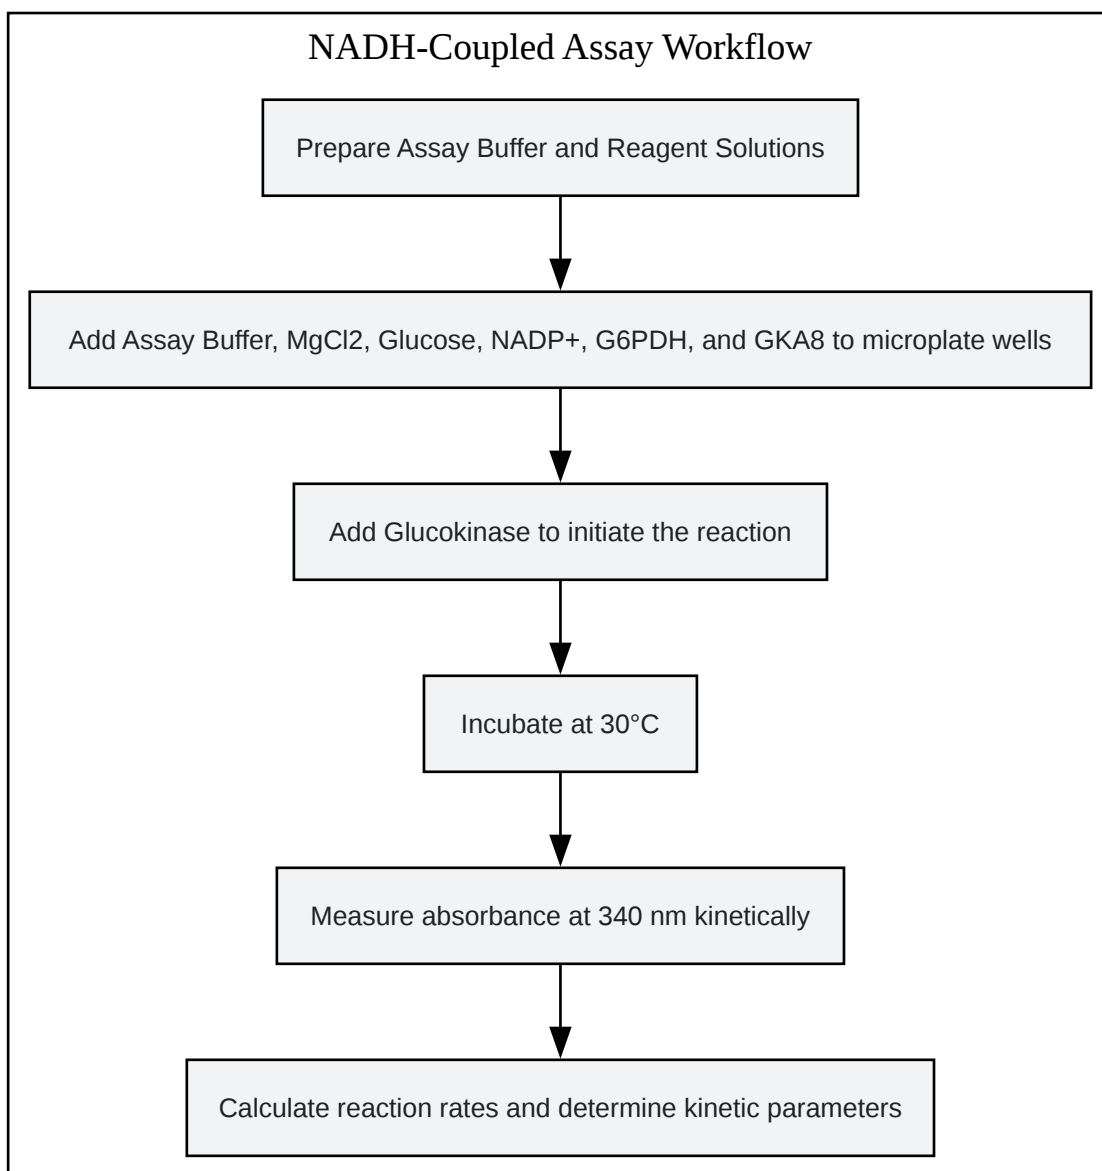 NADH-Coupled Assay Workflow
Prepare Assay Buffer and Reagent Solutions
Add Assay Buffer, MgCl2, Glucose, NADP+, G6PDH, and GKA8 to microplate wells
Add Glucokinase to initiate the reaction
Incubate at 30°C
Measure absorbance at 340 nm kinetically
Calculate reaction rates and determine kinetic parameters